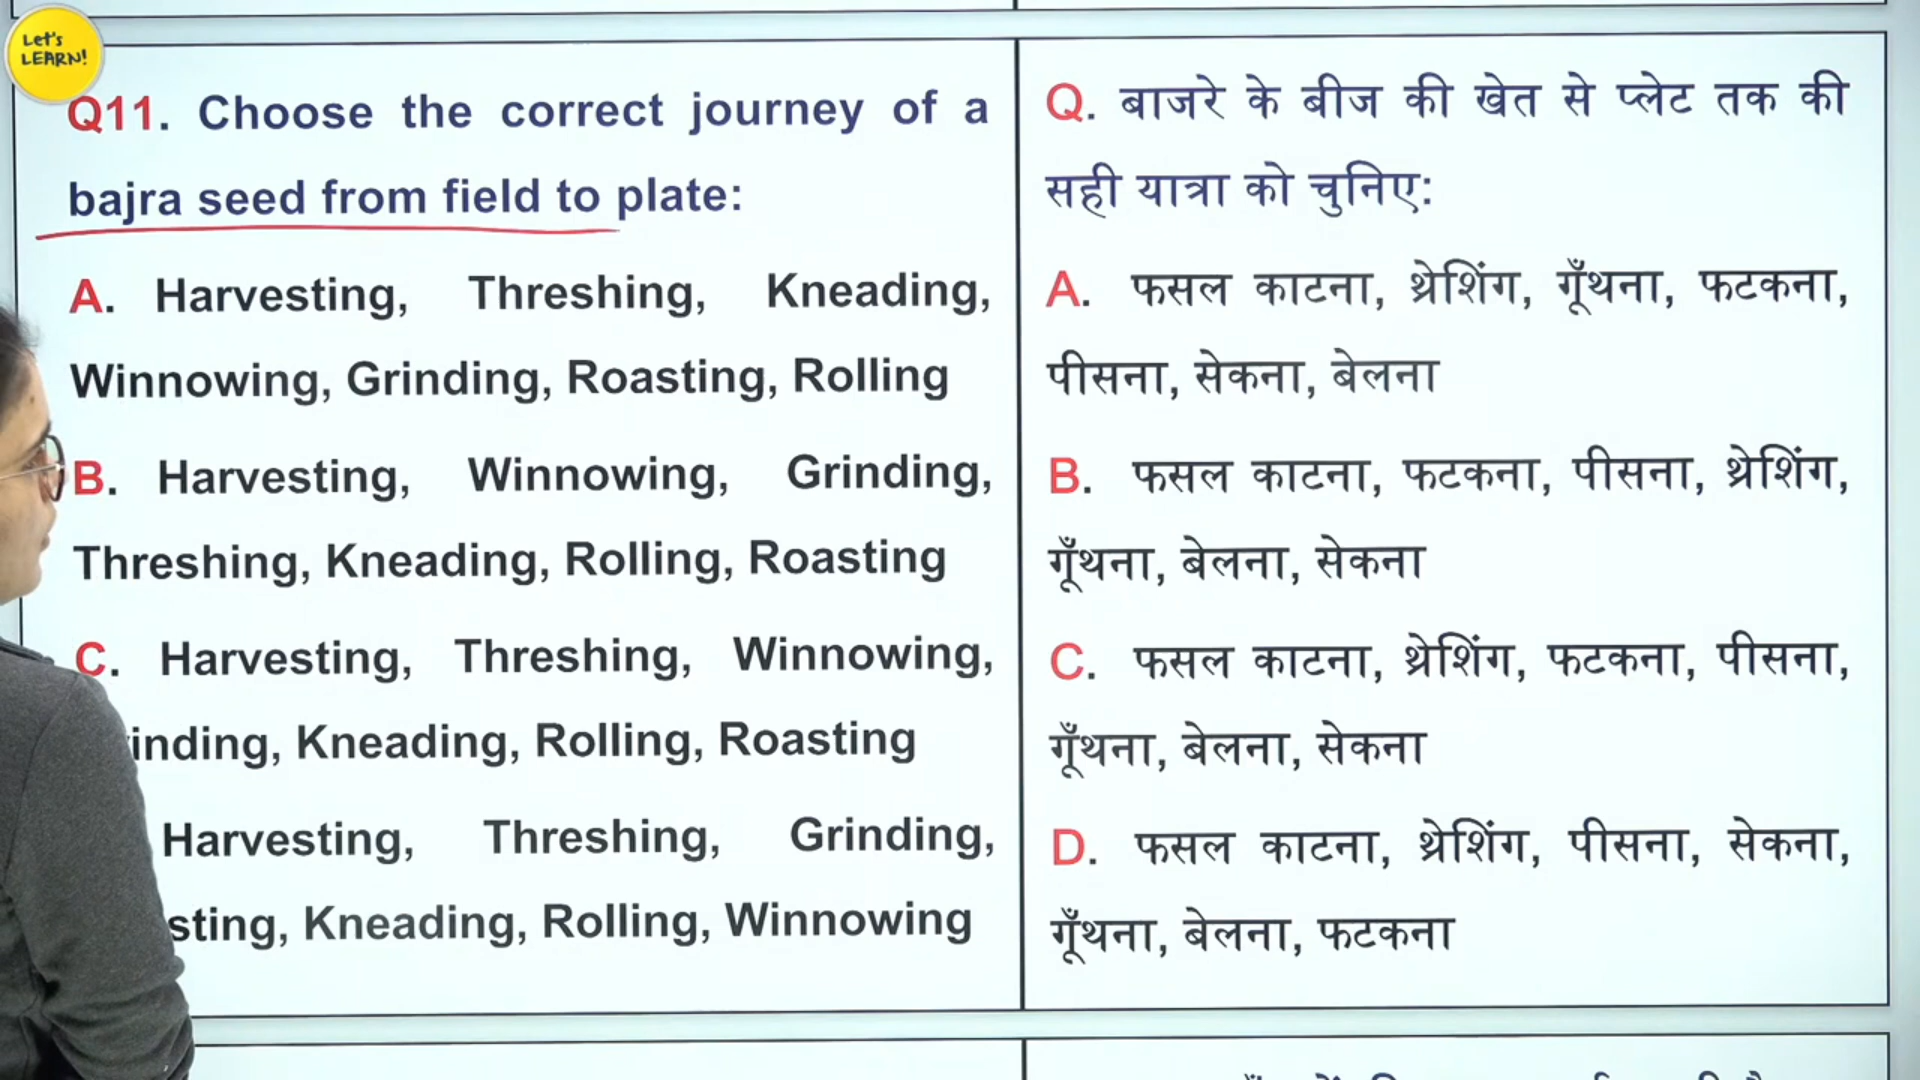 Let's
LEARN!
Q11. Choose the correct journey of a
bajra seed from field to plate:
A. Harvesting, Threshing, Kneading,
Winnowing, Grinding, Roasting, Rolling
B. Harvesting, Winnowing, Grinding,
Threshing, Kneading, Rolling, Roasting
C. Harvesting, Threshing, Winnowing,
Kneading, Rolling, Roasting
Harvesting, Threshing, Grinding,
Kneading, Rolling, Winnowing
Q. बाजरे के बीज की खेत से प्लेट तक की
सही यात्रा को चुनिए:
A. फसल काटना, थ्रेशिंग, गूँथना, फटकना,
पीसना, सेकना, बेलना
B. फसल काटना, फटकना, पीसना, थ्रेशिंग,
गूँथना, बेलना, सेकना
C. फसल काटना, थ्रेशिंग, फटकना, पीसना,
गूँथना, बेलना, सेकना
D. फसल काटना, थ्रेशिंग, पीसना, सेकना,
गूँथना, बेलना, फटकना